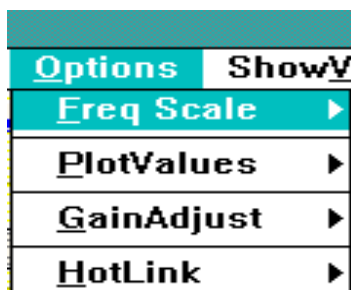 Options ShowV
Freq Scale
PlotValues
GainAdjust
HotLink